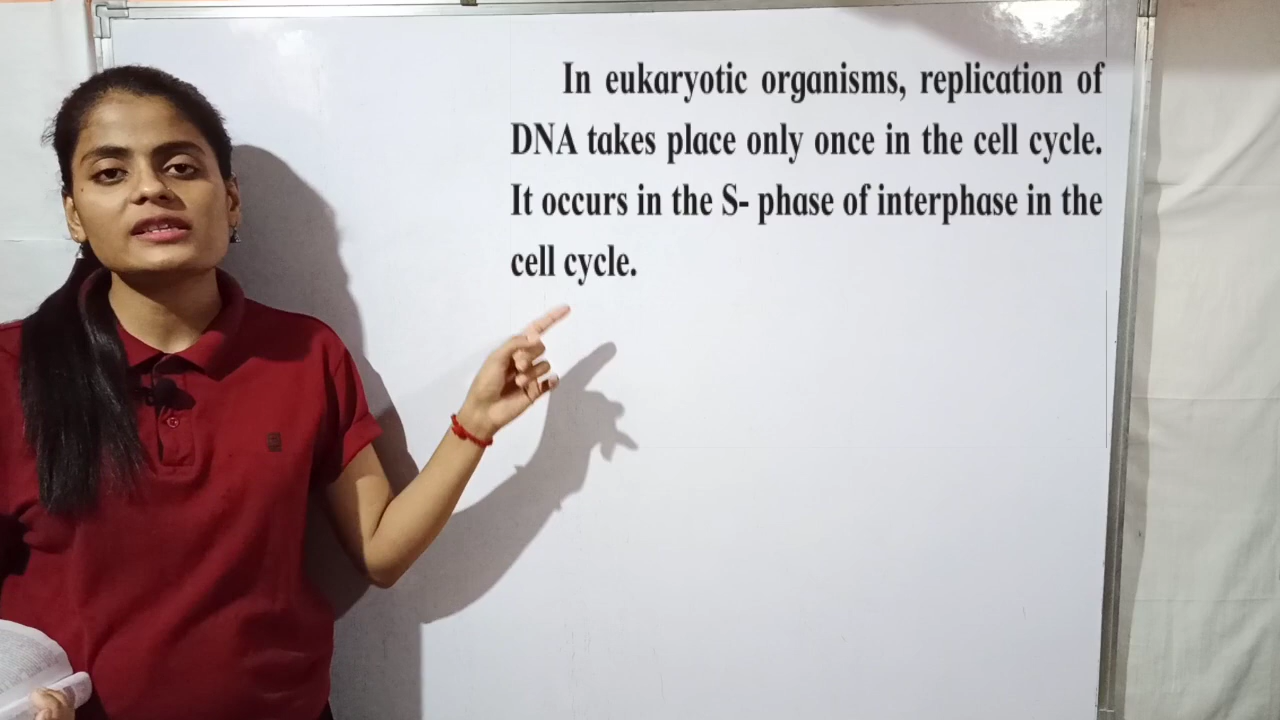 In eukaryotic organisms, replication of
DNA takes place only once in the cell cycle.
It occurs in the S- phase of interphase in the
cell cycle.